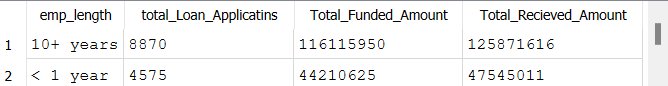 emp_length total_Loan_Applicatins Total_Funded_Amount Total_Recieved_Amount
1 10+ years 8870 116115950 125871616
2 < 1 year 4575 44210625 47545011